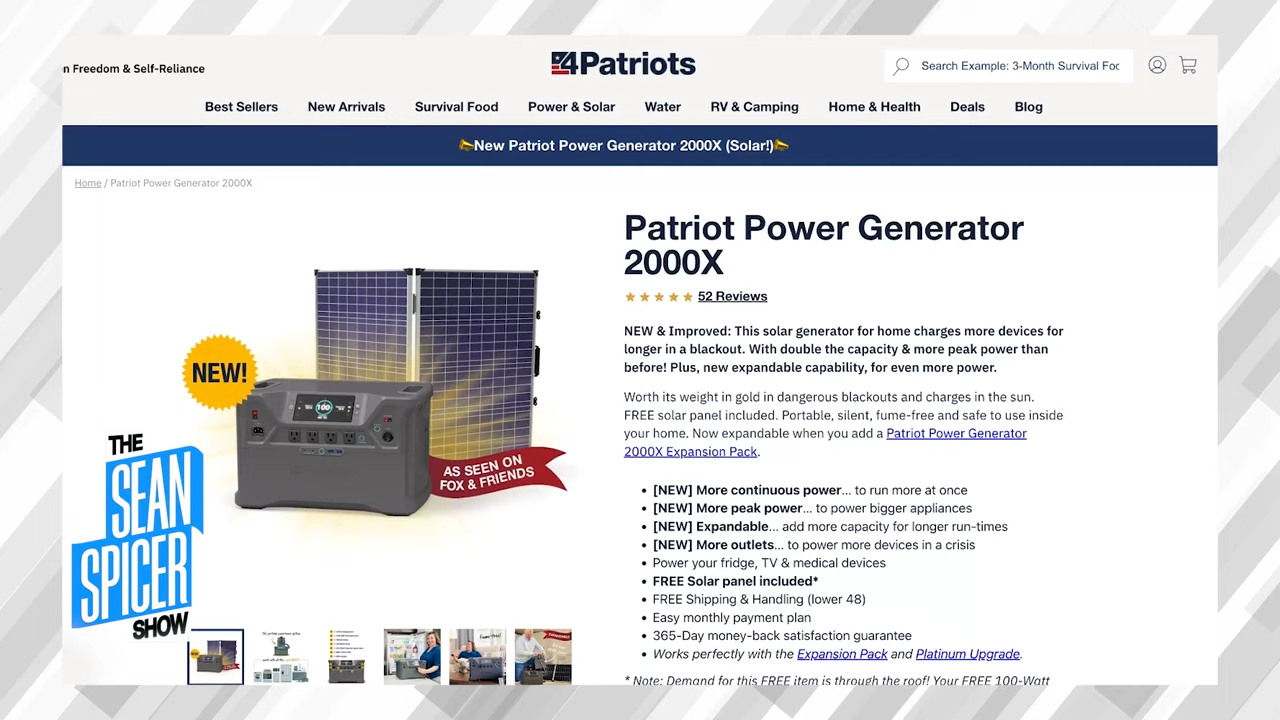 n Freedom & Self-Reliance
4Patriots
Search Example: 3-Month Survival Foc
Best Sellers New Arrivals Survival Food Power & Solar Water RV & Camping Home & Health Deals Blog
New Patriot Power Generator 2000X (Solar!)
Home / Patriot Power Generator 2000X
Patriot Power Generator
2000X
52 Reviews
NEW & Improved: This solar generator for home charges more devices for
longer in a blackout. With double the capacity & more peak power than
before! Plus, new expandable capability, for even more power.
Worth its weight in gold in dangerous blackouts and charges in the sun.
FREE solar panel included. Portable, silent, fume-free and safe to use inside
your home. Now expandable when you add a Patriot Power Generator
2000X Expansion Pack.
• [NEW] More continuous power... to run more at once
• [NEW] More peak power... to power bigger appliances
• [NEW] Expandable... add more capacity for longer run-times
• [NEW] More outlets... to power more devices in a crisis
• Power your fridge, TV & medical devices
• FREE Solar panel included*
• FREE Shipping & Handling (lower 48)
• Easy monthly payment plan
• 365-Day money-back satisfaction guarantee
• Works perfectly with the Expansion Pack and Platinum Upgrade.
* Note: Demand for this FREE item is through the roof! Your FREE 100-Watt
NEW!
100
AS SEEN ON
FOX & FRIENDS
THE
SEAN
SPICER
SHOW